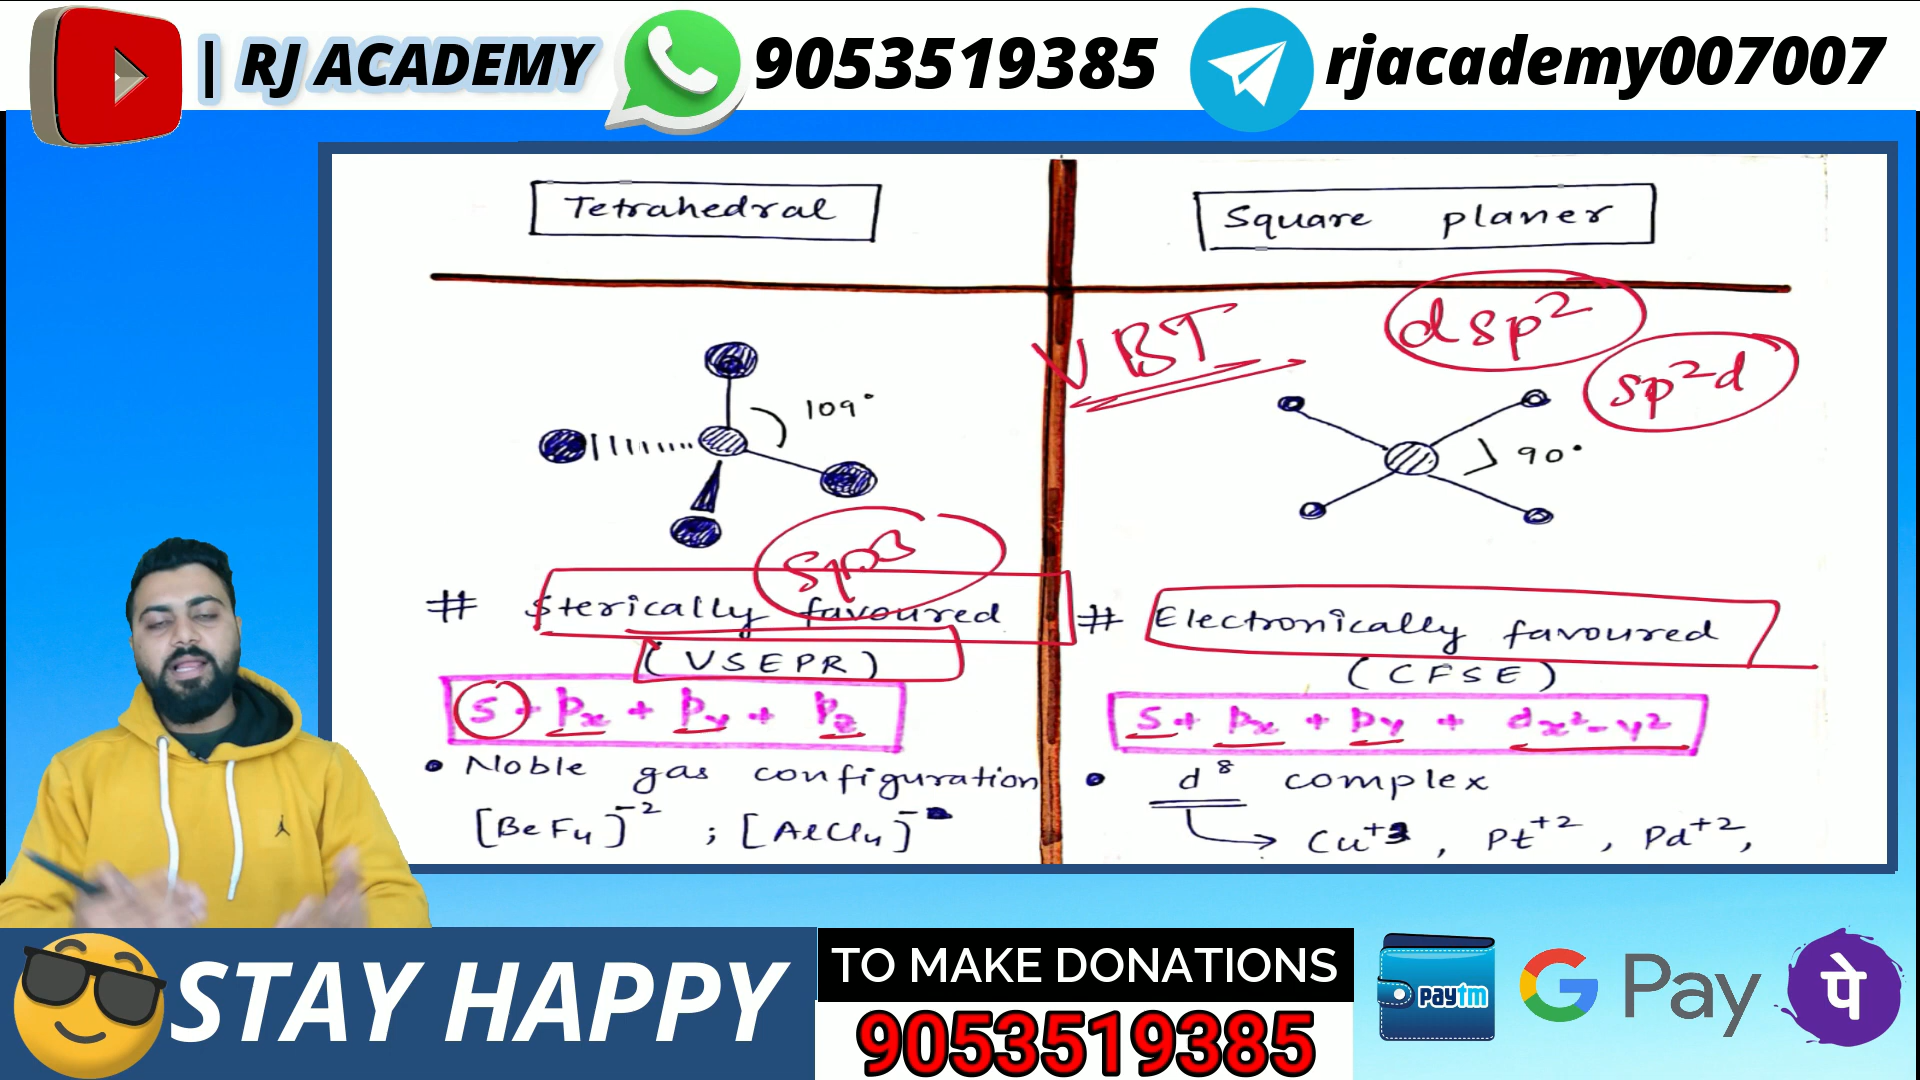 | RJ ACADEMY 9053519385 rjacademy007007
Tetrahedral
Square planer
VBT
dsp²
sp²d
109°
90°
sp3
# Sterically favoured
(VSEPR)
s + px + py + pz
• Noble gas configuration
[BeF₄]⁻² ; [AlCl₄]⁻
# Electronically favoured
(CFSE)
s + px + py + dx²-y²
• d⁸ complex
Cu⁺³, Pt⁺², Pd⁺²,
STAY HAPPY
TO MAKE DONATIONS
9053519385
paytm
G Pay
पे